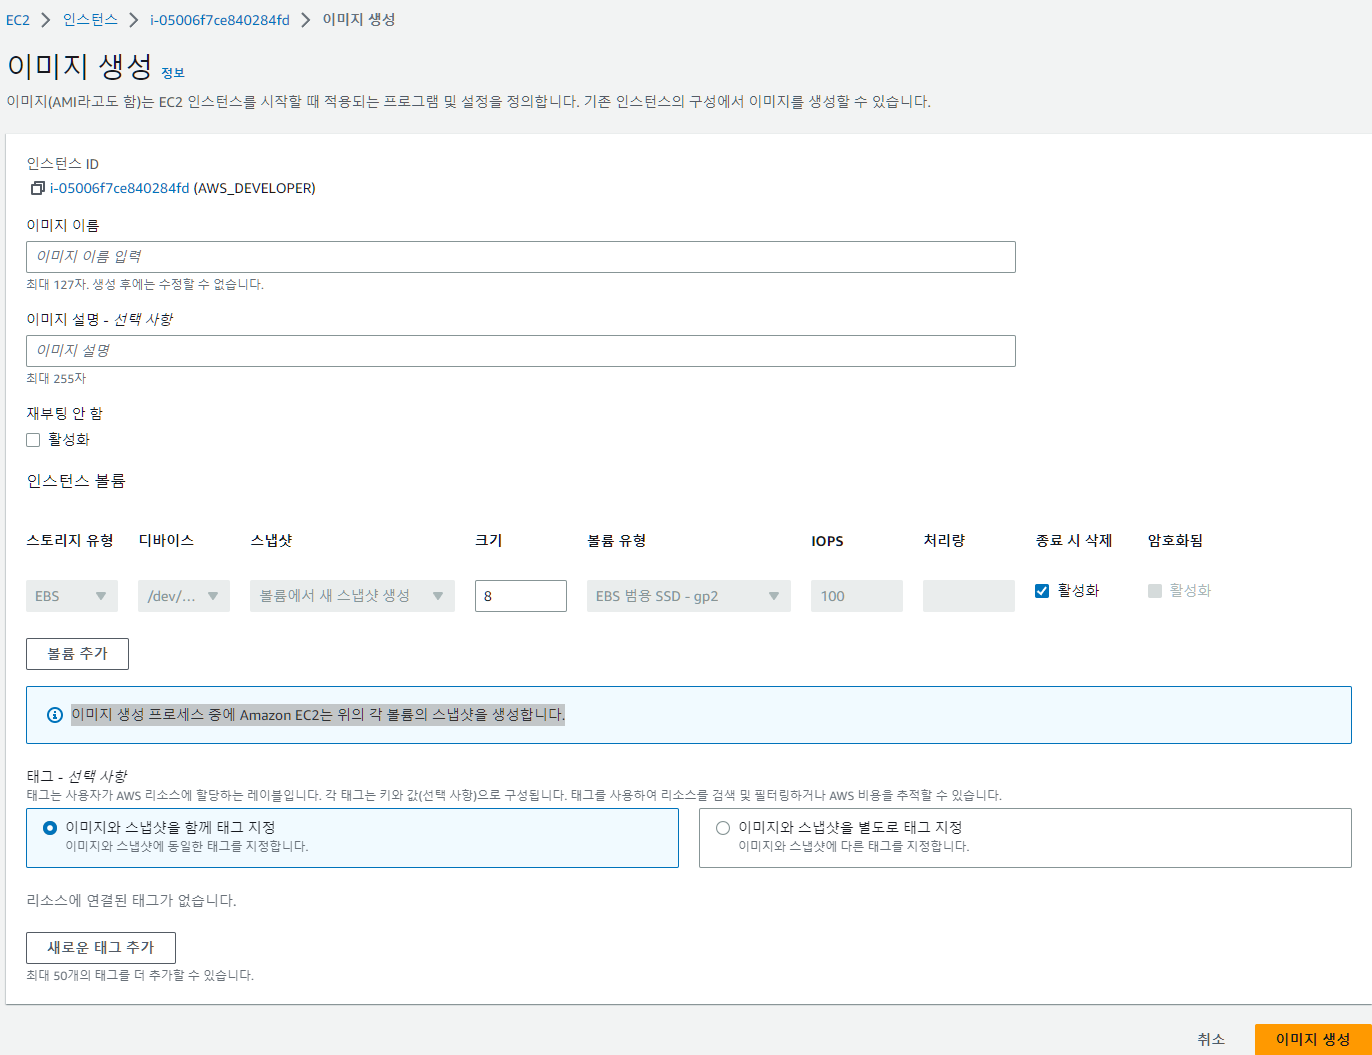 EC2 > 인스턴스 > i-05006f7ce840284fd > 이미지 생성
이미지 생성 정보
이미지(AMI라고도 함)는 EC2 인스턴스를 시작할 때 적용되는 프로그램 및 설정을 정의합니다. 기존 인스턴스의 구성에서 이미지를 생성할 수 있습니다.
인스턴스 ID
i-05006f7ce840284fd (AWS_DEVELOPER)
이미지 이름
이미지 이름 입력
최대 127자. 생성 후에는 수정할 수 없습니다.
이미지 설명 - 선택 사항
이미지 설명
최대 255자
재부팅 안 함
활성화
인스턴스 볼륨
스토리지 유형 디바이스 스냅샷 크기 볼륨 유형 IOPS 처리량 종료 시 삭제 암호화됨
EBS /dev/... 볼륨에서 새 스냅샷 생성 8 EBS 범용 SSD - gp2 100 활성화 활성화
볼륨 추가
이미지 생성 프로세스 중에 Amazon EC2는 위의 각 볼륨의 스냅샷을 생성합니다.
태그 - 선택 사항
태그는 사용자가 AWS 리소스에 할당하는 레이블입니다. 각 태그는 키와 값(선택 사항)으로 구성됩니다. 태그를 사용하여 리소스를 검색 및 필터링하거나 AWS 비용을 추적할 수 있습니다.
이미지와 스냅샷을 함께 태그 지정
이미지와 스냅샷에 동일한 태그를 지정합니다.
이미지와 스냅샷을 별도로 태그 지정
이미지와 스냅샷에 다른 태그를 지정합니다.
리소스에 연결된 태그가 없습니다.
새로운 태그 추가
최대 50개의 태그를 더 추가할 수 있습니다.
취소 이미지 생성